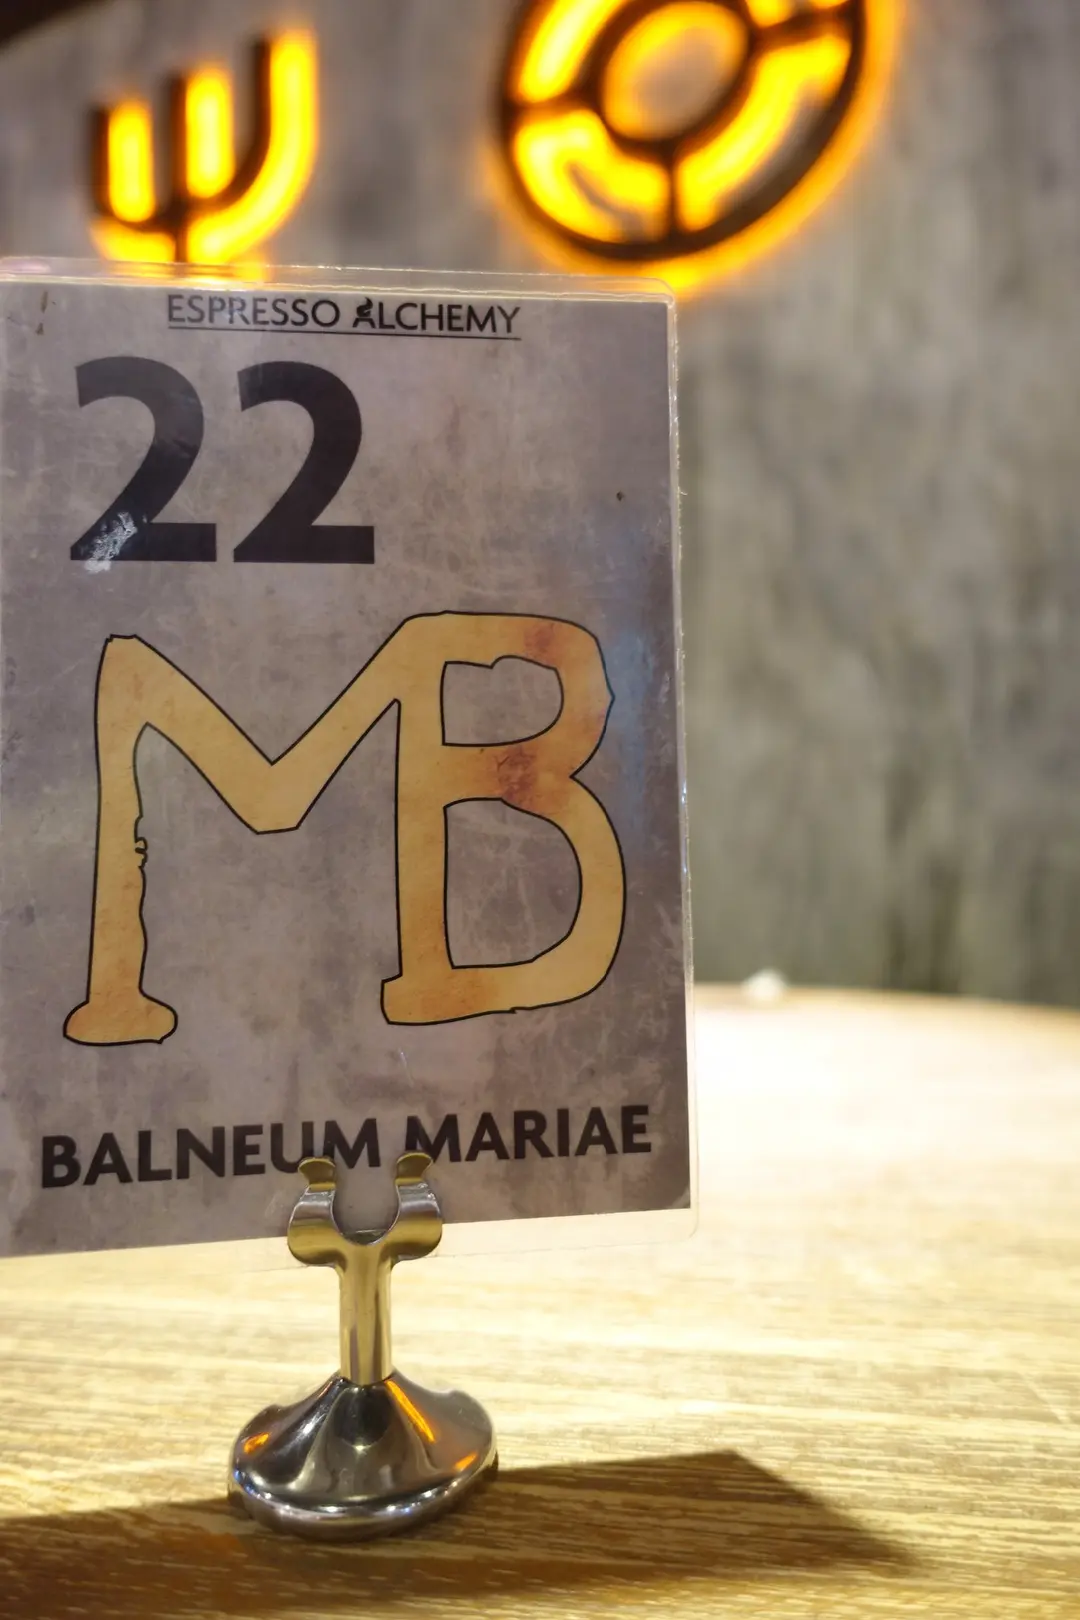 ESPRESSO ALCHEMY
22
MB
BALNEUM MARIAE